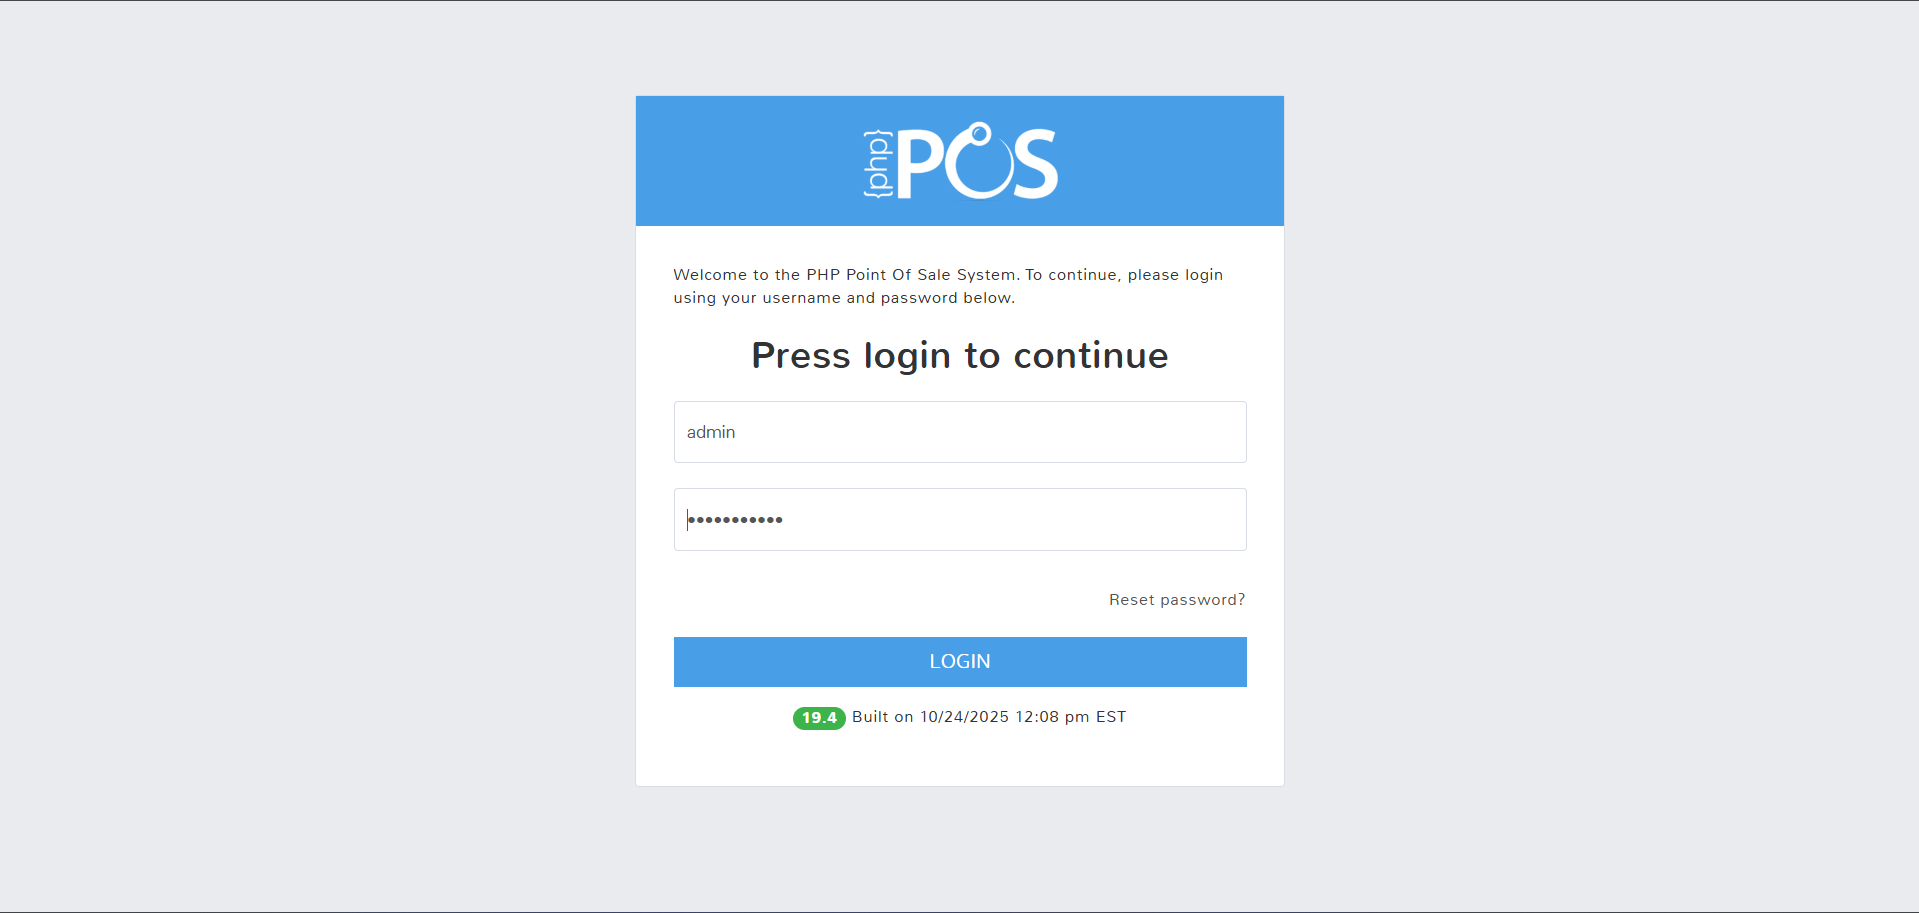 {php} POS
Welcome to the PHP Point Of Sale System. To continue, please login
using your username and password below.
Press login to continue
admin
•••••••••••
Reset password?
LOGIN
19.4 Built on 10/24/2025 12:08 pm EST